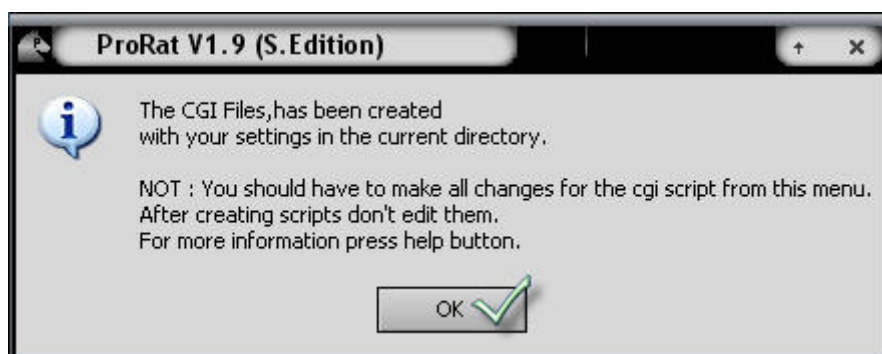 ProRat V1.9 (S.Edition)
The CGI Files,has been created
with your settings in the current directory.
NOT : You should have to make all changes for the cgi script from this menu.
After creating scripts don't edit them.
For more information press help button.
OK